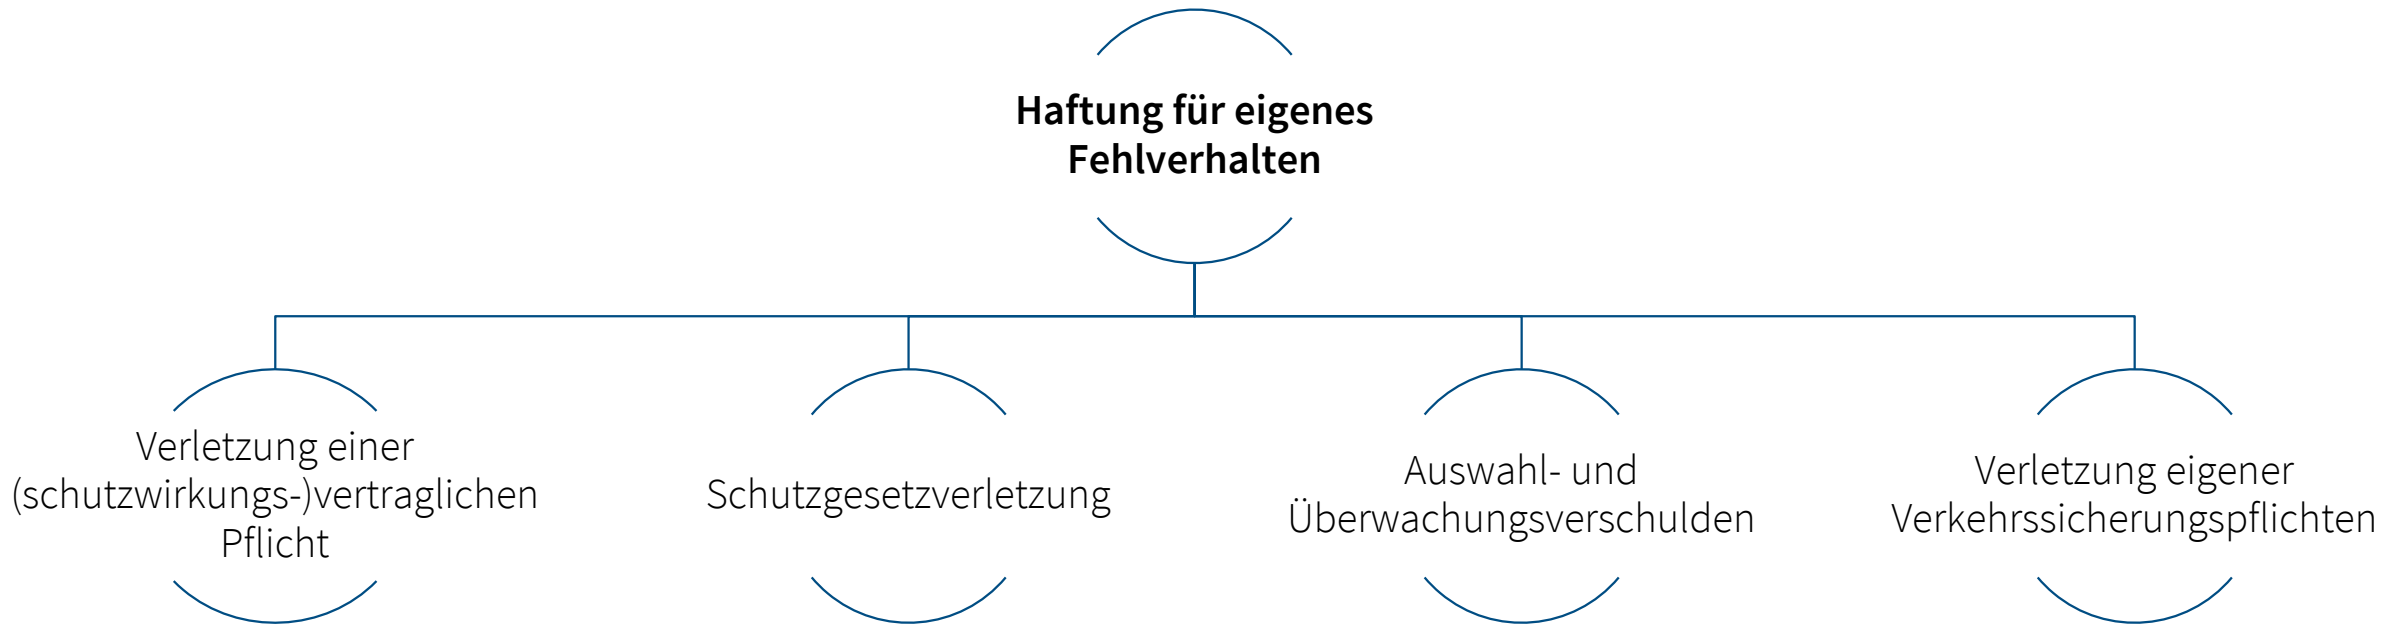 Haftung für eigenes
Fehlverhalten
Verletzung einer
(schutzwirkungs-)vertraglichen
Pflicht
Schutzgesetzverletzung
Auswahl- und
Überwachungsverschulden
Verletzung eigener
Verkehrssicherungspflichten